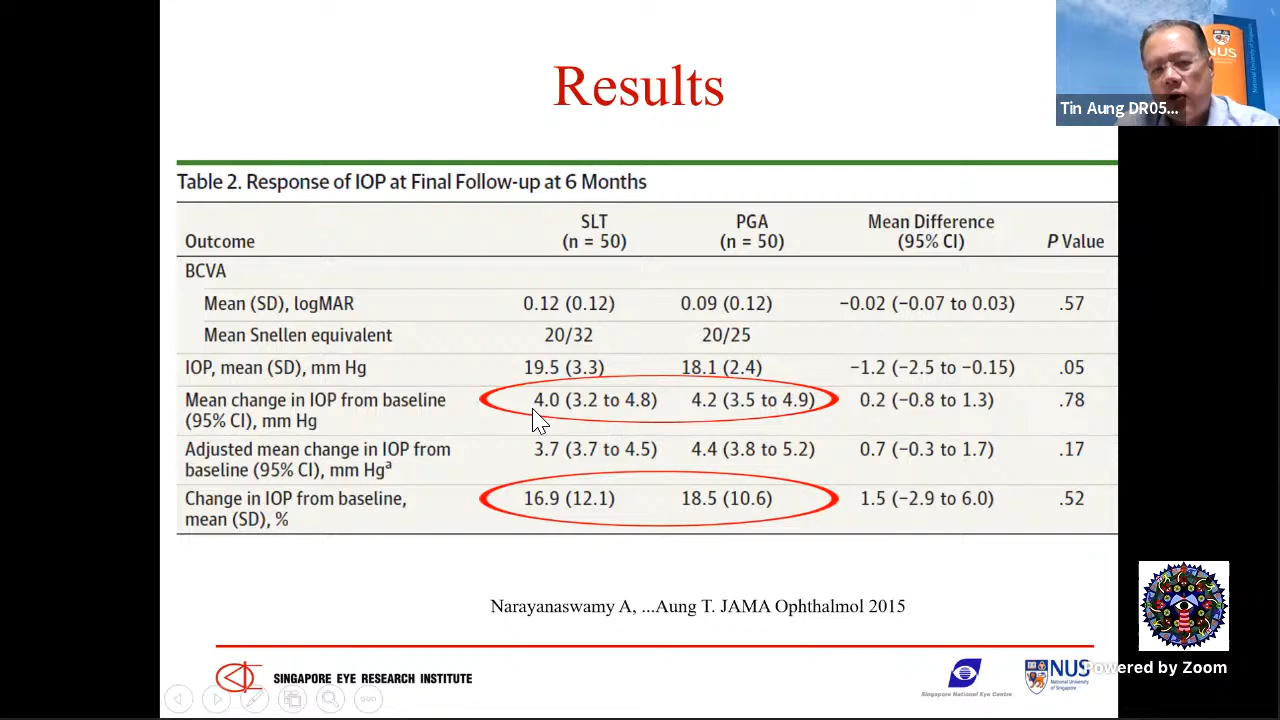 Results
NUS
National University of Singapore
Tin Aung DR05...
Table 2. Response of IOP at Final Follow-up at 6 Months
Outcome SLT (n = 50) PGA (n = 50) Mean Difference (95% CI) P Value
BCVA
Mean (SD), logMAR 0.12 (0.12) 0.09 (0.12) −0.02 (−0.07 to 0.03) .57
Mean Snellen equivalent 20/32 20/25
IOP, mean (SD), mm Hg 19.5 (3.3) 18.1 (2.4) −1.2 (−2.5 to −0.15) .05
Mean change in IOP from baseline (95% CI), mm Hg 4.0 (3.2 to 4.8) 4.2 (3.5 to 4.9) 0.2 (−0.8 to 1.3) .78
Adjusted mean change in IOP from baseline (95% CI), mm Hgᵃ 3.7 (3.7 to 4.5) 4.4 (3.8 to 5.2) 0.7 (−0.3 to 1.7) .17
Change in IOP from baseline, mean (SD), % 16.9 (12.1) 18.5 (10.6) 1.5 (−2.9 to 6.0) .52
Narayanaswamy A, ...Aung T. JAMA Ophthalmol 2015
SINGAPORE EYE RESEARCH INSTITUTE
Singapore National Eye Centre
NUS
National University of Singapore
Powered by Zoom